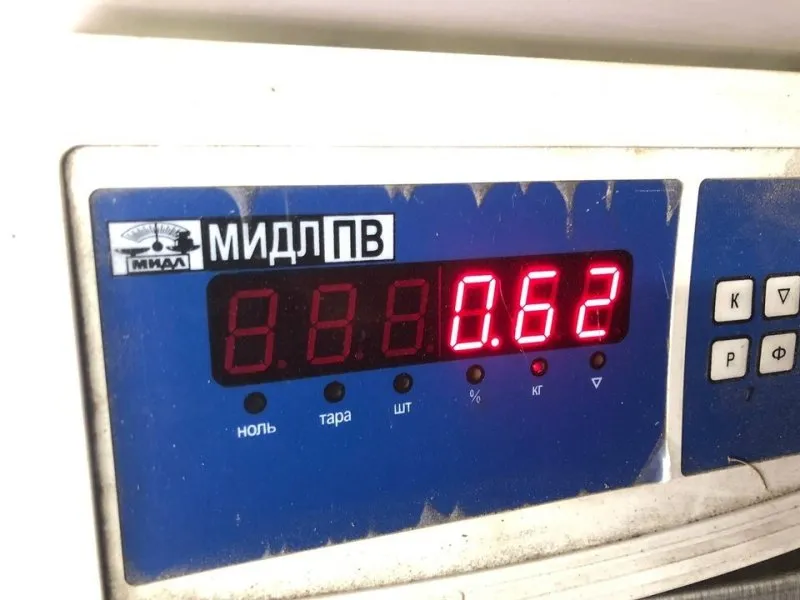 МИДЛ ПВ
МИДЛ
0.62
ноль тара шт % кг ▽
К ▽
Р Ф